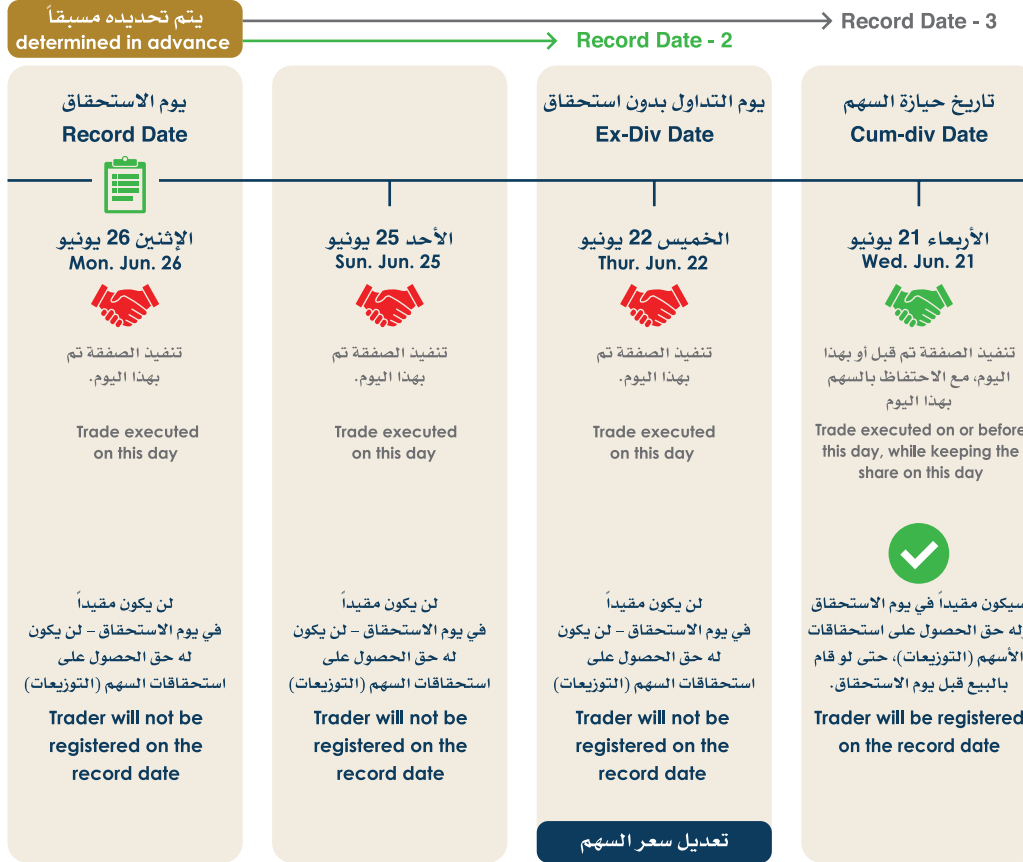 يتم تحديده مسبقاً
determined in advance
Record Date - 3
Record Date - 2
يوم الاستحقاق
Record Date
الإثنين 26 يونيو
Mon. Jun. 26
تنفيذ الصفقة تم
بهذا اليوم.
Trade executed
on this day
لن يكون مقيداً
في يوم الاستحقاق – لن يكون
له حق الحصول على
استحقاقات السهم (التوزيعات)
Trader will not be
registered on the
record date
الأحد 25 يونيو
Sun. Jun. 25
تنفيذ الصفقة تم
بهذا اليوم.
Trade executed
on this day
لن يكون مقيداً
في يوم الاستحقاق – لن يكون
له حق الحصول على
استحقاقات السهم (التوزيعات)
Trader will not be
registered on the
record date
يوم التداول بدون استحقاق
Ex-Div Date
الخميس 22 يونيو
Thur. Jun. 22
تنفيذ الصفقة تم
بهذا اليوم.
Trade executed
on this day
لن يكون مقيداً
في يوم الاستحقاق – لن يكون
له حق الحصول على
استحقاقات السهم (التوزيعات)
Trader will not be
registered on the
record date
تعديل سعر السهم
تاريخ حيازة السهم
Cum-div Date
الأربعاء 21 يونيو
Wed. Jun. 21
تنفيذ الصفقة تم قبل أو بهذا
اليوم، مع الاحتفاظ بالسهم
بهذا اليوم
Trade executed on or before
this day, while keeping the
share on this day
سيكون مقيداً في يوم الاستحقاق
وله حق الحصول على استحقاقات
الأسهم (التوزيعات)، حتى لو قام
بالبيع قبل يوم الاستحقاق.
Trader will be registered
on the record date